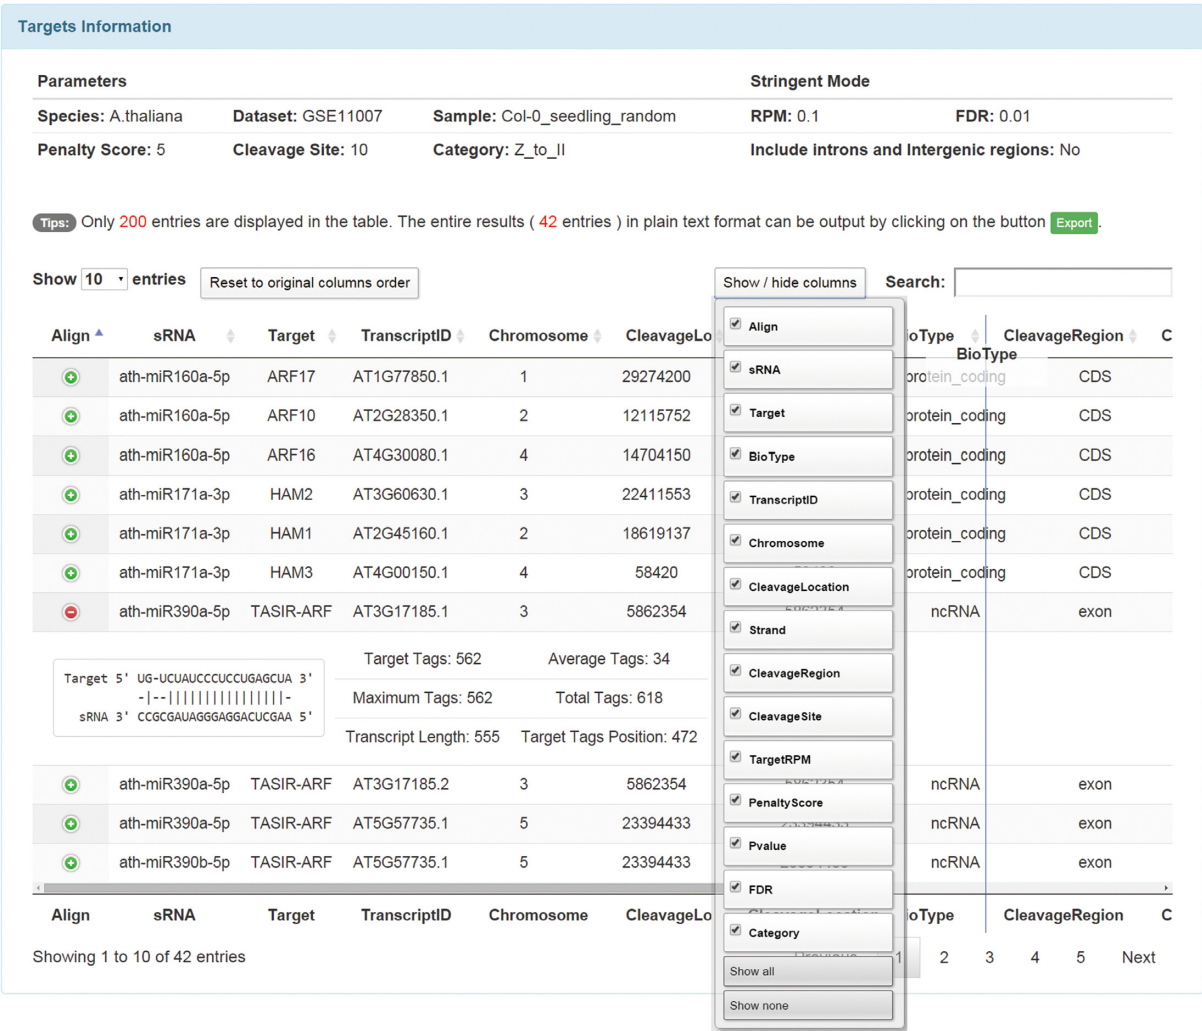 Targets Information
Parameters Stringent Mode
Species: A.thaliana Dataset: GSE11007 Sample: Col-0_seedling_random RPM: 0.1 FDR: 0.01
Penalty Score: 5 Cleavage Site: 10 Category: Z_to_II Include introns and Intergenic regions: No
Tips: Only 200 entries are displayed in the table. The entire results ( 42 entries ) in plain text format can be output by clicking on the button Export.
Show 10 entries Reset to original columns order Show / hide columns Search:
Align sRNA Target TranscriptID Chromosome CleavageLo ioType CleavageRegion C
BioType
ath-miR160a-5p ARF17 AT1G77850.1 1 29274200 protein_coding CDS
ath-miR160a-5p ARF10 AT2G28350.1 2 12115752 protein_coding CDS
ath-miR160a-5p ARF16 AT4G30080.1 4 14704150 protein_coding CDS
ath-miR171a-3p HAM2 AT3G60630.1 3 22411553 protein_coding CDS
ath-miR171a-3p HAM1 AT2G45160.1 2 18619137 protein_coding CDS
ath-miR171a-3p HAM3 AT4G00150.1 4 58420 protein_coding CDS
ath-miR390a-5p TASIR-ARF AT3G17185.1 3 5862354 ncRNA exon
Target 5' UG-UCUAUCCCUCCUGAGCUA 3'
-|--||||||||||||||||-
sRNA 3' CCGCGAUAGGGAGGACUCGAA 5'
Target Tags: 562 Average Tags: 34
Maximum Tags: 562 Total Tags: 618
Transcript Length: 555 Target Tags Position: 472
ath-miR390a-5p TASIR-ARF AT3G17185.2 3 5862354 ncRNA exon
ath-miR390a-5p TASIR-ARF AT5G57735.1 5 23394433 ncRNA exon
ath-miR390b-5p TASIR-ARF AT5G57735.1 5 23394433 ncRNA exon
Align sRNA Target TranscriptID Chromosome CleavageLo ioType CleavageRegion C
Showing 1 to 10 of 42 entries 1 2 3 4 5 Next
Align
sRNA
Target
BioType
TranscriptID
Chromosome
CleavageLocation
Strand
CleavageRegion
CleavageSite
TargetRPM
PenaltyScore
Pvalue
FDR
Category
Show all
Show none